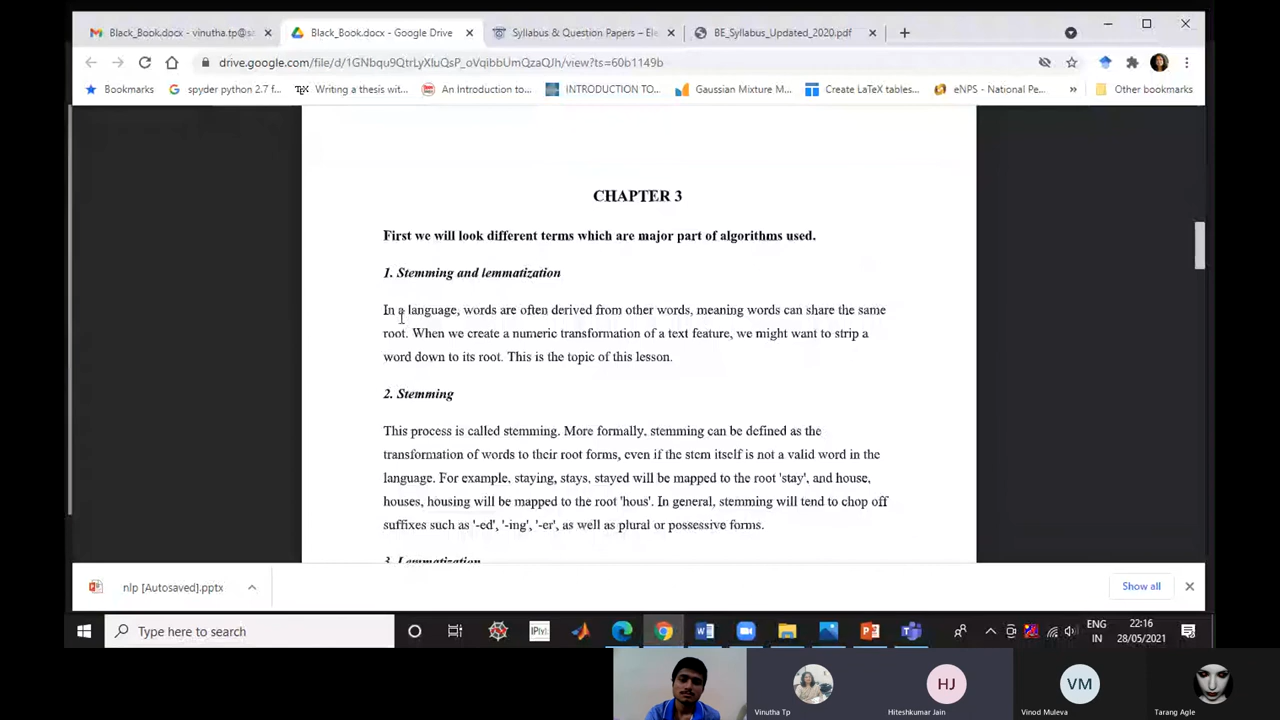 Black_Book.docx - vinutha.tp@s
Black_Book.docx - Google Drive
Syllabus & Question Papers – Ele
BE_Syllabus_Updated_2020.pdf
drive.google.com/file/d/1GNbqu9QtrLyXluQsP_oVqibbUmQzaQJh/view?ts=60b1149b
Bookmarks
spyder python 2.7 f...
Writing a thesis wit...
An Introduction to...
INTRODUCTION TO...
Gaussian Mixture M...
Create LaTeX tables...
eNPS - National Pe...
»
Other bookmarks
CHAPTER 3
First we will look different terms which are major part of algorithms used.
1. Stemming and lemmatization
In a language, words are often derived from other words, meaning words can share the same
root. When we create a numeric transformation of a text feature, we might want to strip a
word down to its root. This is the topic of this lesson.
2. Stemming
This process is called stemming. More formally, stemming can be defined as the
transformation of words to their root forms, even if the stem itself is not a valid word in the
language. For example, staying, stays, stayed will be mapped to the root 'stay', and house,
houses, housing will be mapped to the root 'hous'. In general, stemming will tend to chop off
suffixes such as '-ed', '-ing', '-er', as well as plural or possessive forms.
3. Lemmatization
nlp [Autosaved].pptx
Show all
Type here to search
ENG
IN
22:16
28/05/2021
HJ
VM
Vinutha Tp
Hiteshkumar Jain
Vinod Muleva
Tarang Agle